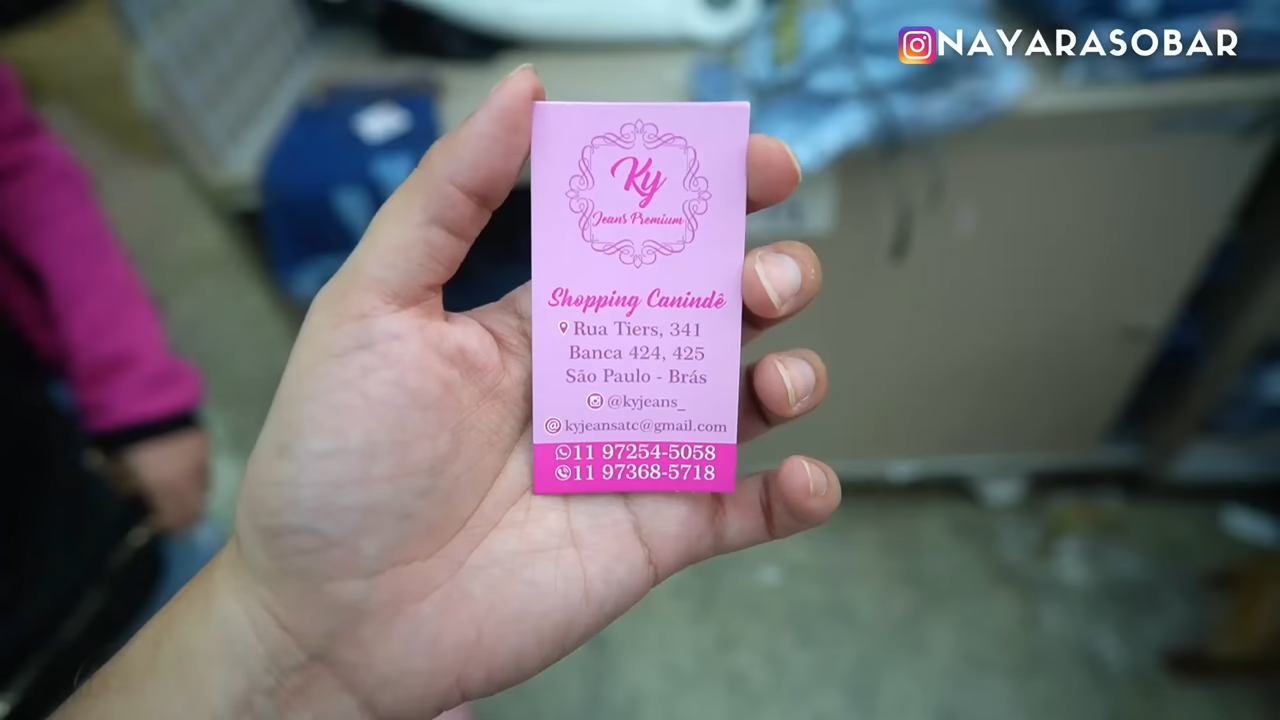 NAYARASOBAR
Ky
Jeans Premium
Shopping Canindê
Rua Tiers, 341
Banca 424, 425
São Paulo - Brás
@kyjeans_
@ kyjeansatc@gmail.com
11 97254-5058
11 97368-5718